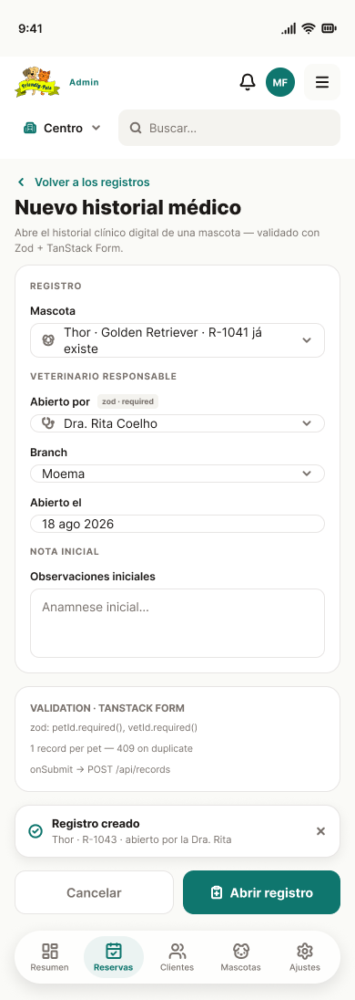 9:41
Friendly-Pets
Admin
MF
Centro
Buscar...
Volver a los registros
Nuevo historial médico
Abre el historial clínico digital de una mascota — validado con
Zod + TanStack Form.
REGISTRO
Mascota
Thor · Golden Retriever · R-1041 já
existe
VETERINARIO RESPONSABLE
Abierto por
zod · required
Dra. Rita Coelho
Branch
Moema
Abierto el
18 ago 2026
NOTA INICIAL
Observaciones iniciales
Anamnese inicial...
VALIDATION · TANSTACK FORM
zod: petId.required(), vetId.required()
1 record per pet — 409 on duplicate
onSubmit → POST /api/records
Registro creado
Thor · R-1043 · abierto por la Dra. Rita
Cancelar
Abrir registro
Resumen
Reservas
Clientes
Mascotas
Ajustes